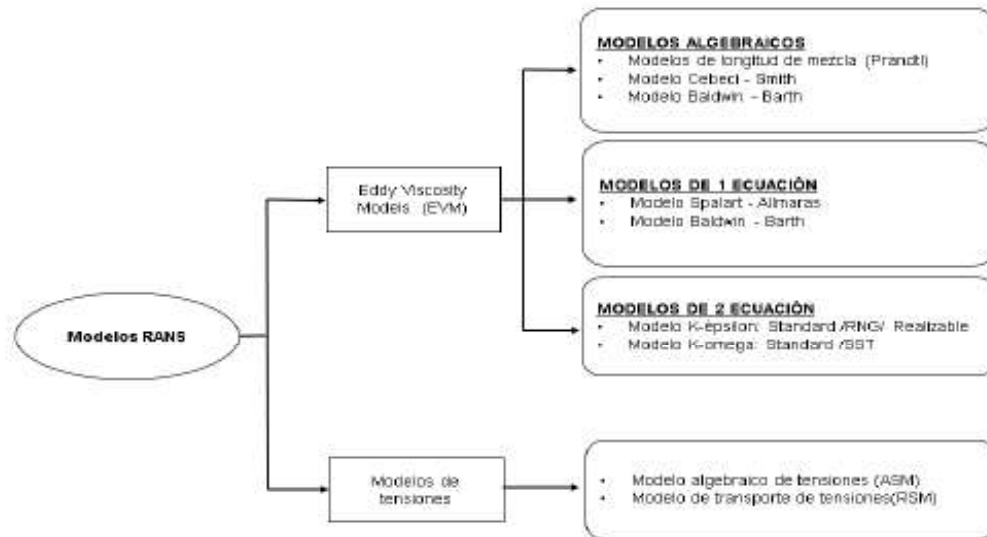 MODELOS ALGEBRAICOS
• Modelos de longitud de mezcla (Prandtl)
• Modelo Cebeci - Smith
• Modelo Baldwin - Barth
Eddy Viscosity
Models (EVM)
MODELOS DE 1 ECUACIÓN
• Modelo Spalart - Allmaras
• Modelo Baldwin - Barth
MODELOS DE 2 ECUACIÓN
• Modelo K-épsilon: Standard /RNG/ Realizable
• Modelo K-omega: Standard /SST
Modelos RANS
Modelos de
tensiones
• Modelo algebraico de tensiones (ASM)
• Modelo de transporte de tensiones(RSM)